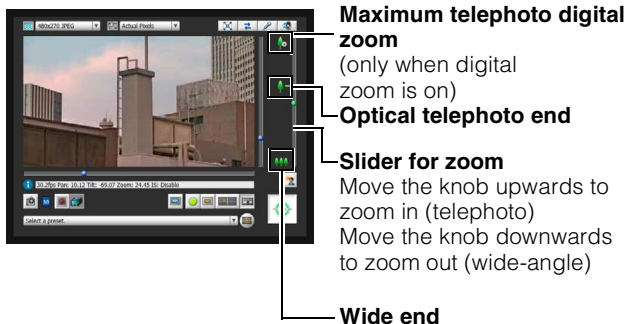 480x270 JPEG
Actual Pixels
30.2fps Pan: 10.12 Tilt: -69.07 Zoom: 24.45 IS: Disable
Select a preset.
Maximum telephoto digital
zoom
(only when digital
zoom is on)
Optical telephoto end
Slider for zoom
Move the knob upwards to
zoom in (telephoto)
Move the knob downwards
to zoom out (wide-angle)
Wide end